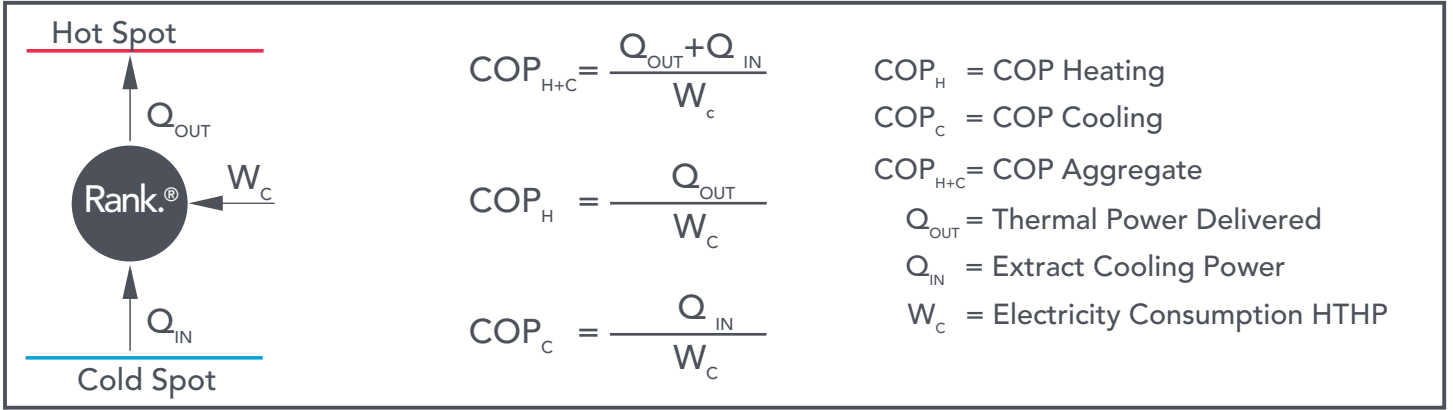 Hot Spot
Q_OUT
Rank.®
W_C
Q_IN
Cold Spot
COP_H+C = Q_OUT + Q_IN / W_c
COP_H = Q_OUT / W_C
COP_C = Q_IN / W_C
COP_H = COP Heating
COP_C = COP Cooling
COP_H+C = COP Aggregate
Q_OUT = Thermal Power Delivered
Q_IN = Extract Cooling Power
W_C = Electricity Consumption HTHP